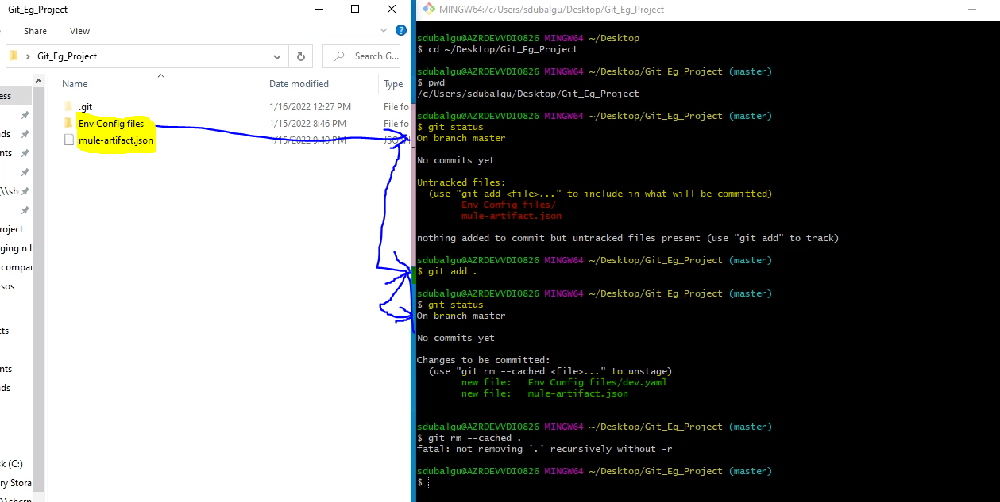 Git_Eg_Project
Share View
Git_Eg_Project
Search G...
Name Date modified Type
.git 1/16/2022 12:27 PM File fo
Env Config files 1/15/2022 8:46 PM File fo
mule-artifact.json 1/15/2022 JSON
ess
ds
nts
\\sh
roject
ging n
compar
sos
cts
nts
ds
k (C:)
ry Stora
MINGW64:/c/Users/sdubalgu/Desktop/Git_Eg_Project
sdubalgu@AZRDEVVDI0826 MINGW64 ~/Desktop
$ cd ~/Desktop/Git_Eg_Project
sdubalgu@AZRDEVVDI0826 MINGW64 ~/Desktop/Git_Eg_Project (master)
$ pwd
/c/Users/sdubalgu/Desktop/Git_Eg_Project
sdubalgu@AZRDEVVDI0826 MINGW64 ~/Desktop/Git_Eg_Project (master)
$ git status
On branch master
No commits yet
Untracked files:
(use "git add <file>..." to include in what will be committed)
Env Config files/
mule-artifact.json
nothing added to commit but untracked files present (use "git add" to track)
sdubalgu@AZRDEVVDI0826 MINGW64 ~/Desktop/Git_Eg_Project (master)
$ git add .
sdubalgu@AZRDEVVDI0826 MINGW64 ~/Desktop/Git_Eg_Project (master)
$ git status
On branch master
No commits yet
Changes to be committed:
(use "git rm --cached <file>..." to unstage)
new file: Env Config files/dev.yaml
new file: mule-artifact.json
sdubalgu@AZRDEVVDI0826 MINGW64 ~/Desktop/Git_Eg_Project (master)
$ git rm --cached .
fatal: not removing '.' recursively without -r
sdubalgu@AZRDEVVDI0826 MINGW64 ~/Desktop/Git_Eg_Project (master)
$